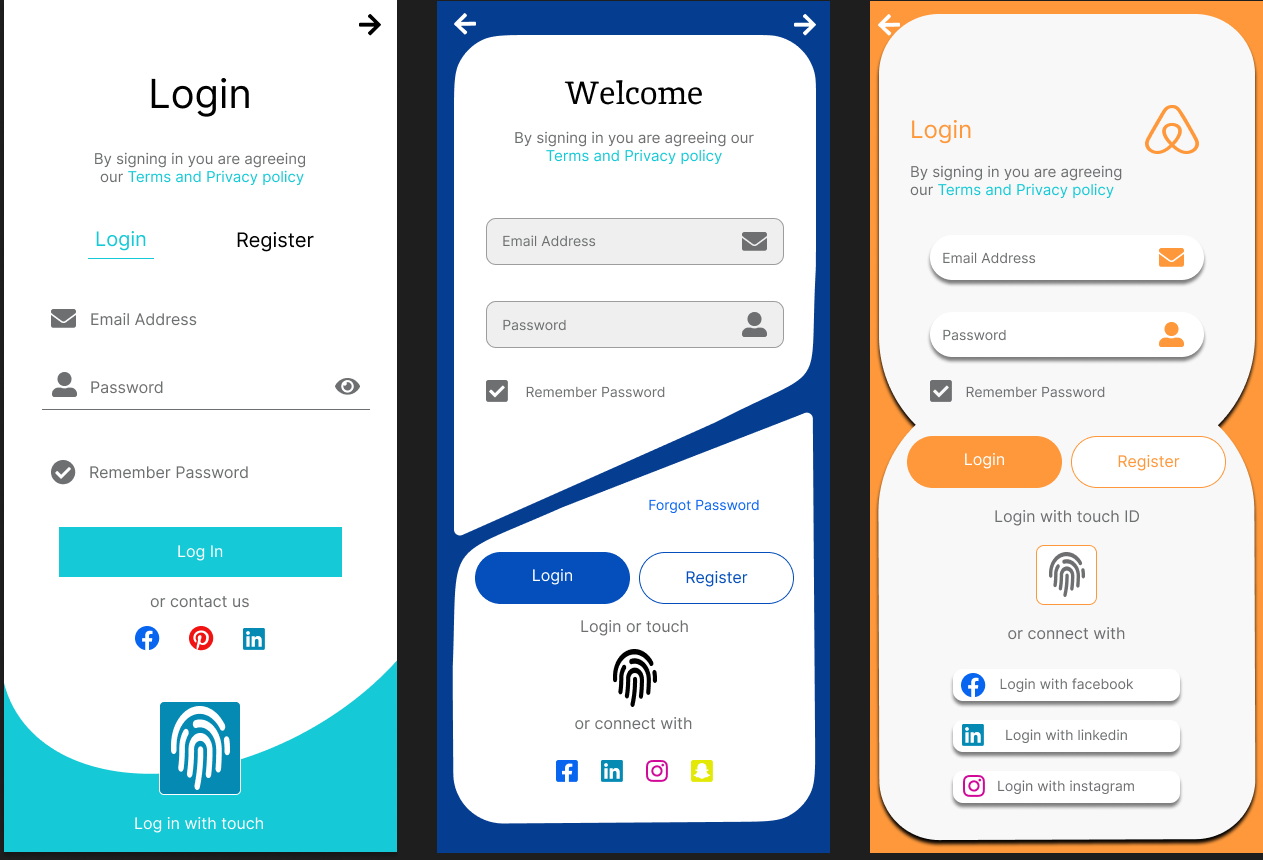 Login
By signing in you are agreeing
our Terms and Privacy policy
Login
Register
Email Address
Password
Remember Password
Log In
or contact us
in
Log in with touch
Welcome
By signing in you are agreeing our
Terms and Privacy policy
Email Address
Password
Remember Password
Forgot Password
Login
Register
Login or touch
or connect with
in
Login
By signing in you are agreeing
our Terms and Privacy policy
Email Address
Password
Remember Password
Login
Register
Login with touch ID
or connect with
Login with facebook
in Login with linkedin
Login with instagram